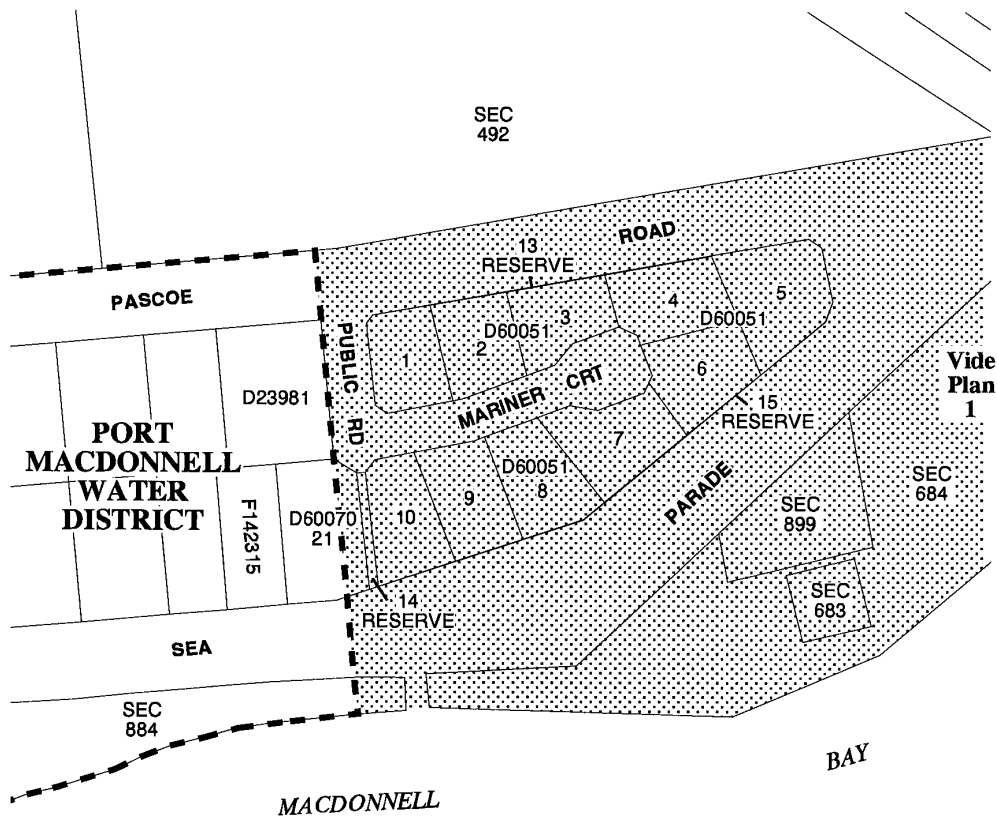 SEC
492
ROAD
13
RESERVE
PASCOE
5
4
3
D60051
D60051
2
1
PUBLIC RD
6
Vide
Plan
1
MARINER CRT
D23981
15
RESERVE
PORT
MACDONNELL
WATER
DISTRICT
7
D60051
8
9
10
SEC
684
PARADE
SEC
899
F142315
D60070
21
14
RESERVE
SEC
683
SEA
SEC
884
BAY
MACDONNELL